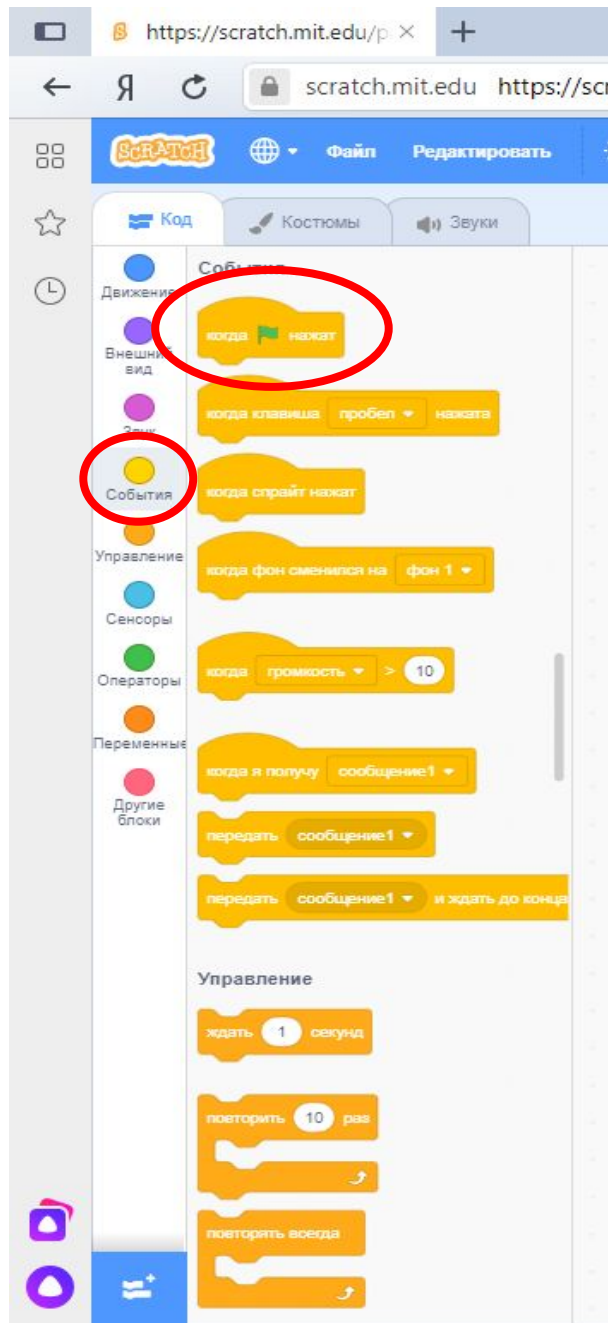 https://scratch.mit.edu/p
Я scratch.mit.edu https://scr
SCRATCH Файл Редактировать
Код Костюмы Звуки
Движение
Внешний
вид
Звук
События
Управление
Сенсоры
Операторы
Переменные
Другие
блоки
События
когда нажат
когда клавиша пробел нажата
когда спрайт нажат
когда фон сменился на фон 1
когда громкость > 10
когда я получу сообщение1
передать сообщение1
передать сообщение1 и ждать до конца
Управление
ждать 1 секунд
повторить 10 раз
повторять всегда